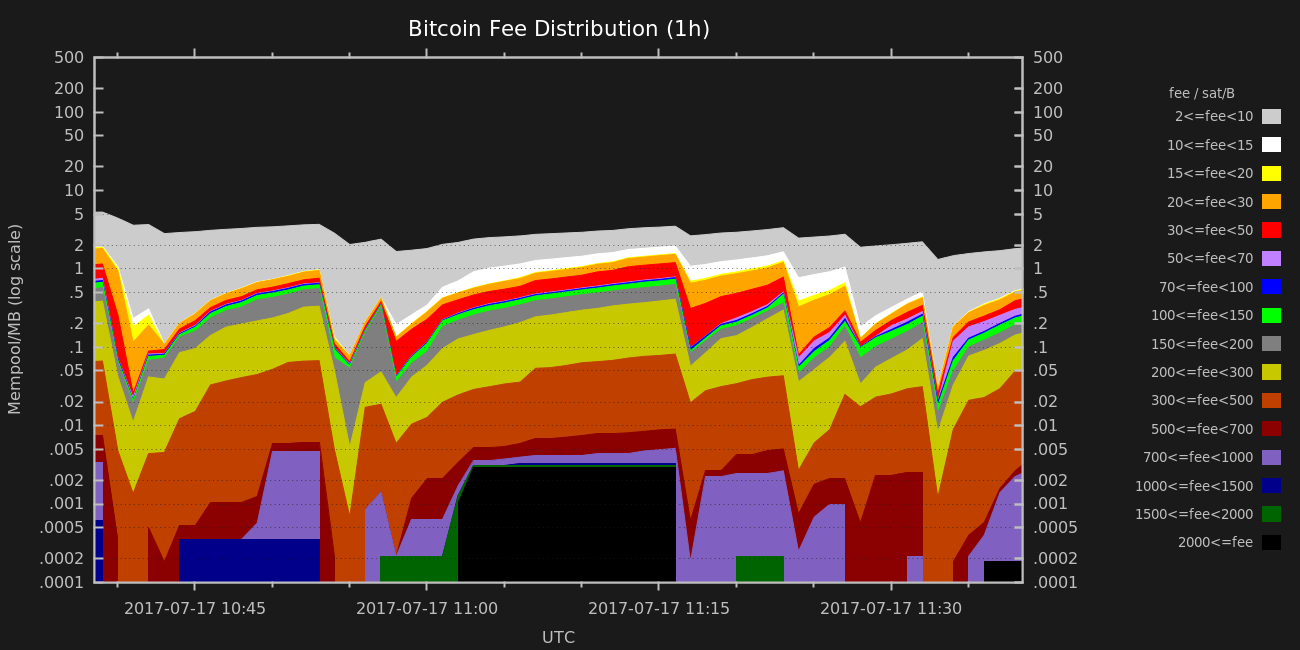 Bitcoin Fee Distribution (1h)
Mempool/MB (log scale)
500
200
100
50
20
10
5
2
1
.5
.2
.1
.05
.02
.01
.005
.002
.001
.0005
.0002
.0001
500
200
100
50
20
10
5
2
1
.5
.2
.1
.05
.02
.01
.005
.002
.001
.0005
.0002
.0001
2017-07-17 10:45
2017-07-17 11:00
2017-07-17 11:15
2017-07-17 11:30
UTC
fee / sat/B
2<=fee<10
10<=fee<15
15<=fee<20
20<=fee<30
30<=fee<50
50<=fee<70
70<=fee<100
100<=fee<150
150<=fee<200
200<=fee<300
300<=fee<500
500<=fee<700
700<=fee<1000
1000<=fee<1500
1500<=fee<2000
2000<=fee